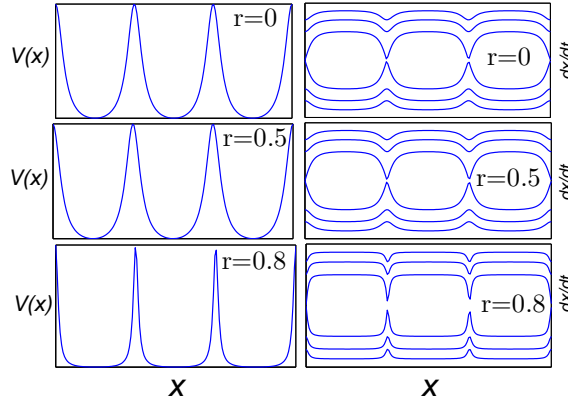 V(x) r=0 r=0 dx/dt
V(x) r=0.5 r=0.5 dx/dt
V(x) r=0.8 r=0.8 dx/dt
x x